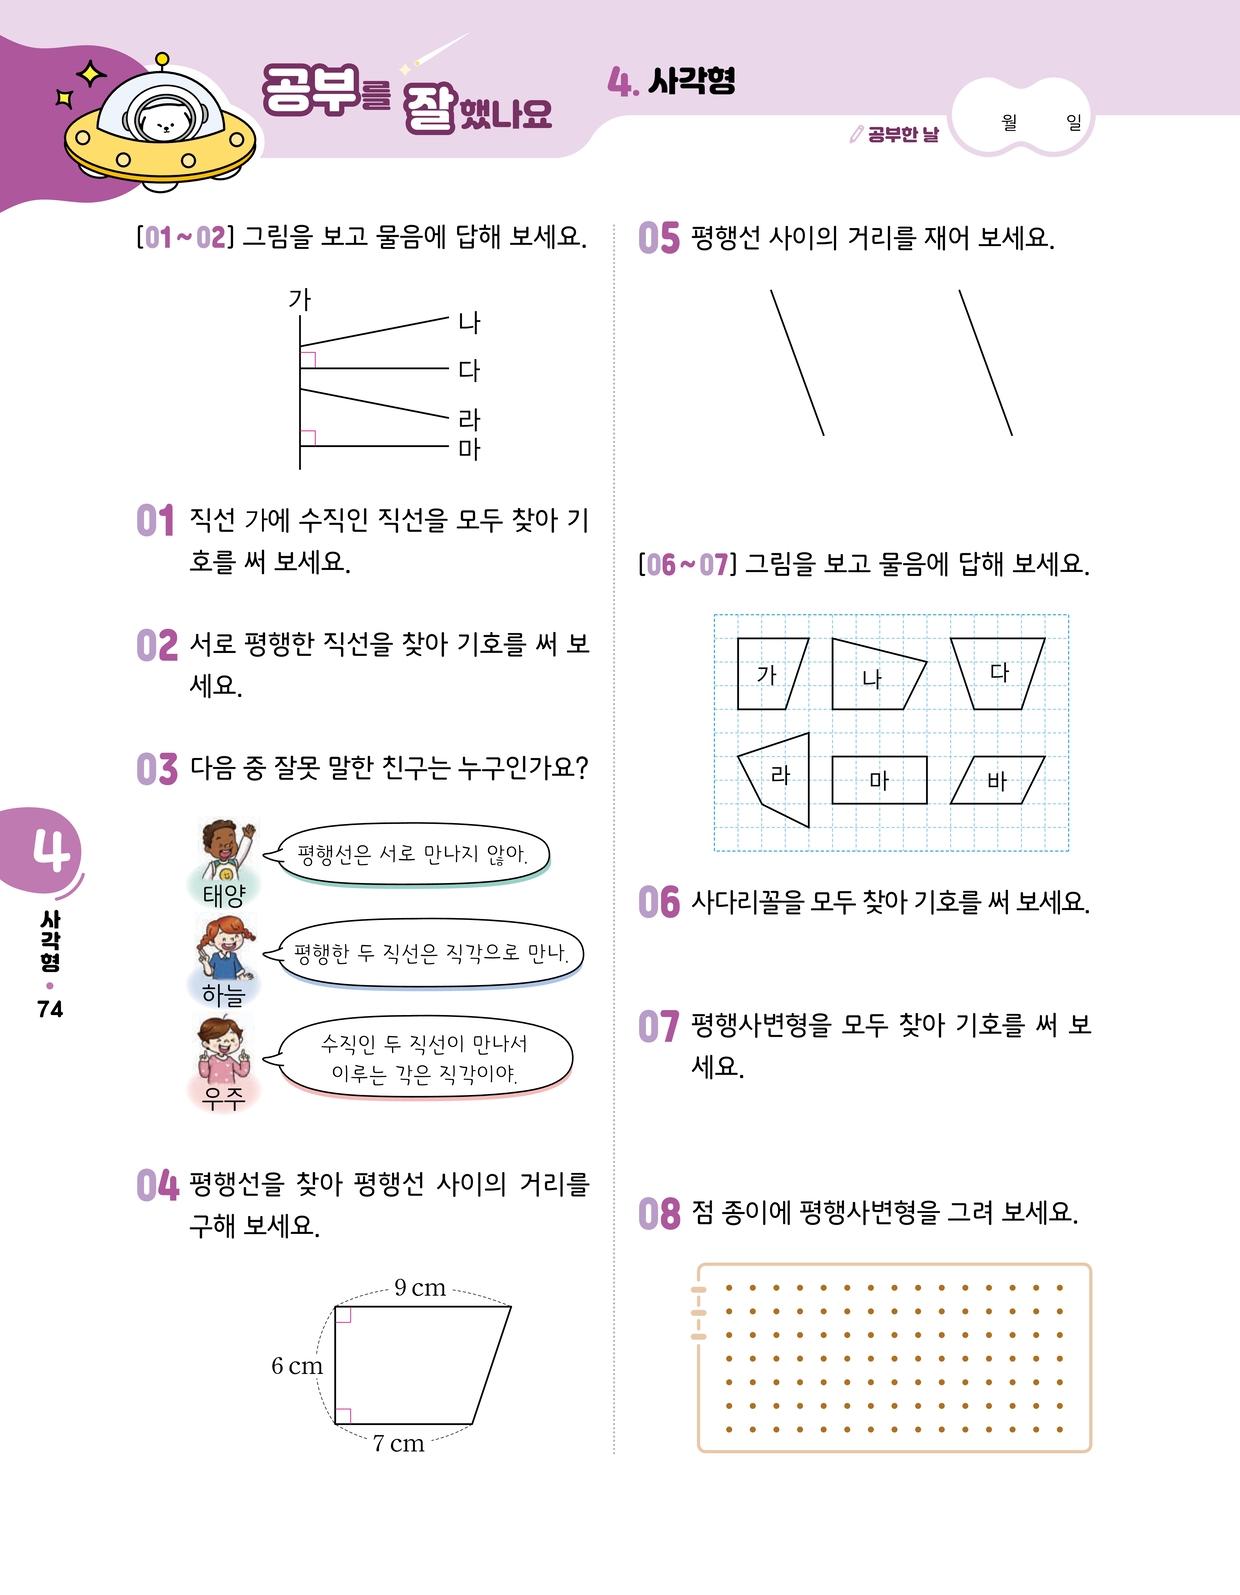 공부를 잘했나요
4. 사각형
공부한 날
월 일
[01~02] 그림을 보고 물음에 답해 보세요.
가
나
다
라
마
01 직선 가에 수직인 직선을 모두 찾아 기
호를 써 보세요.
02 서로 평행한 직선을 찾아 기호를 써 보
세요.
03 다음 중 잘못 말한 친구는 누구인가요?
평행선은 서로 만나지 않아.
태양
평행한 두 직선은 직각으로 만나.
하늘
수직인 두 직선이 만나서
이루는 각은 직각이야.
우주
04 평행선을 찾아 평행선 사이의 거리를
구해 보세요.
9 cm
6 cm
7 cm
05 평행선 사이의 거리를 재어 보세요.
[06~07] 그림을 보고 물음에 답해 보세요.
가
나
다
라
마
바
06 사다리꼴을 모두 찾아 기호를 써 보세요.
07 평행사변형을 모두 찾아 기호를 써 보
세요.
08 점 종이에 평행사변형을 그려 보세요.
4
사각형
74